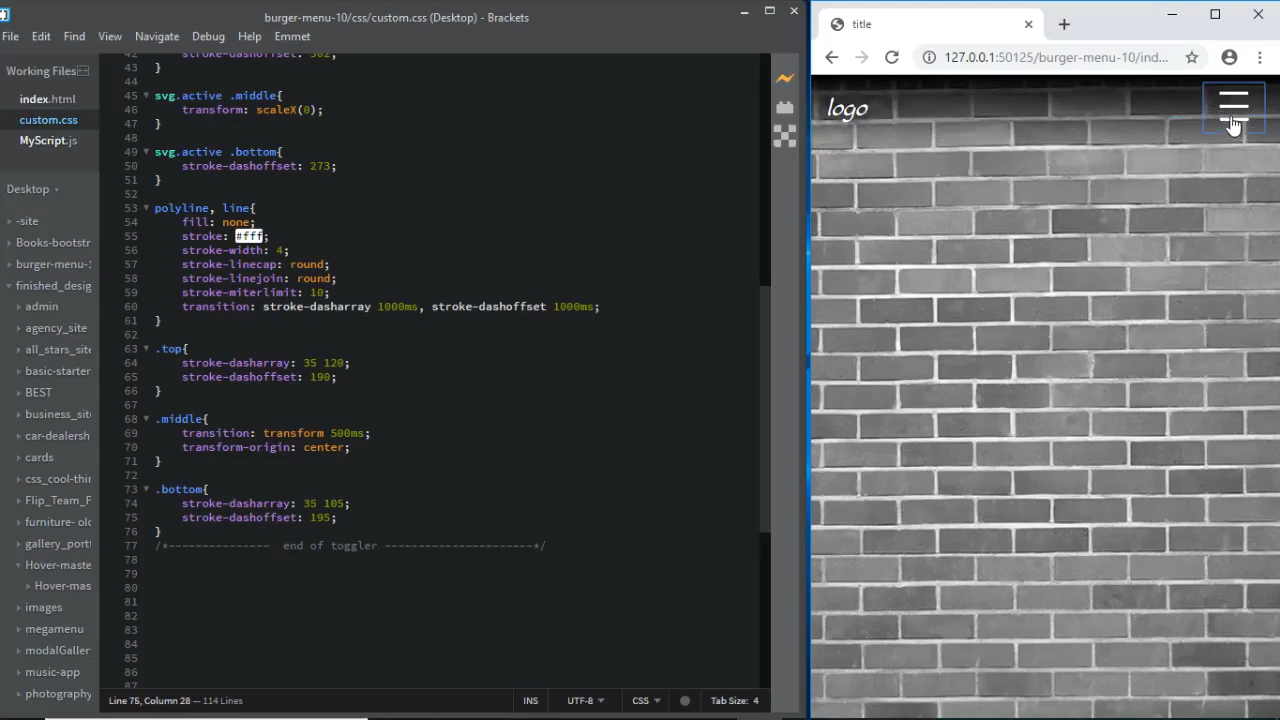 burger-menu-10/css/custom.css (Desktop) - Brackets
File Edit Find View Navigate Debug Help Emmet
Working Files
index.html
custom.css
MyScript.js
Desktop
-site
Books-bootstr
burger-menu-1
finished_desig
admin
agency_site
all_stars_site
basic-starter
BEST
business_site
car-dealersh
cards
css_cool-thin
Flip_Team_F
furniture- old
gallery_portf
Hover-maste
Hover-mas
images
megamenu
modalGaller
music-app
photography
42 stroke-dashoffset: 302;
43 }
44
45 svg.active .middle{
46 transform: scaleX(0);
47 }
48
49 svg.active .bottom{
50 stroke-dashoffset: 273;
51 }
52
53 polyline, line{
54 fill: none;
55 stroke: #fff;
56 stroke-width: 4;
57 stroke-linecap: round;
58 stroke-linejoin: round;
59 stroke-miterlimit: 10;
60 transition: stroke-dasharray 1000ms, stroke-dashoffset 1000ms;
61 }
62
63 .top{
64 stroke-dasharray: 35 120;
65 stroke-dashoffset: 190;
66 }
67
68 .middle{
69 transition: transform 500ms;
70 transform-origin: center;
71 }
72
73 .bottom{
74 stroke-dasharray: 35 105;
75 stroke-dashoffset: 195;
76 }
77 /*--------------- end of toggler ----------------------*/
78
79
80
81
82
83
84
85
86
87
Line 75, Column 28 — 114 Lines
INS UTF-8 CSS Tab Size: 4
title
127.0.0.1:50125/burger-menu-10/ind...
logo